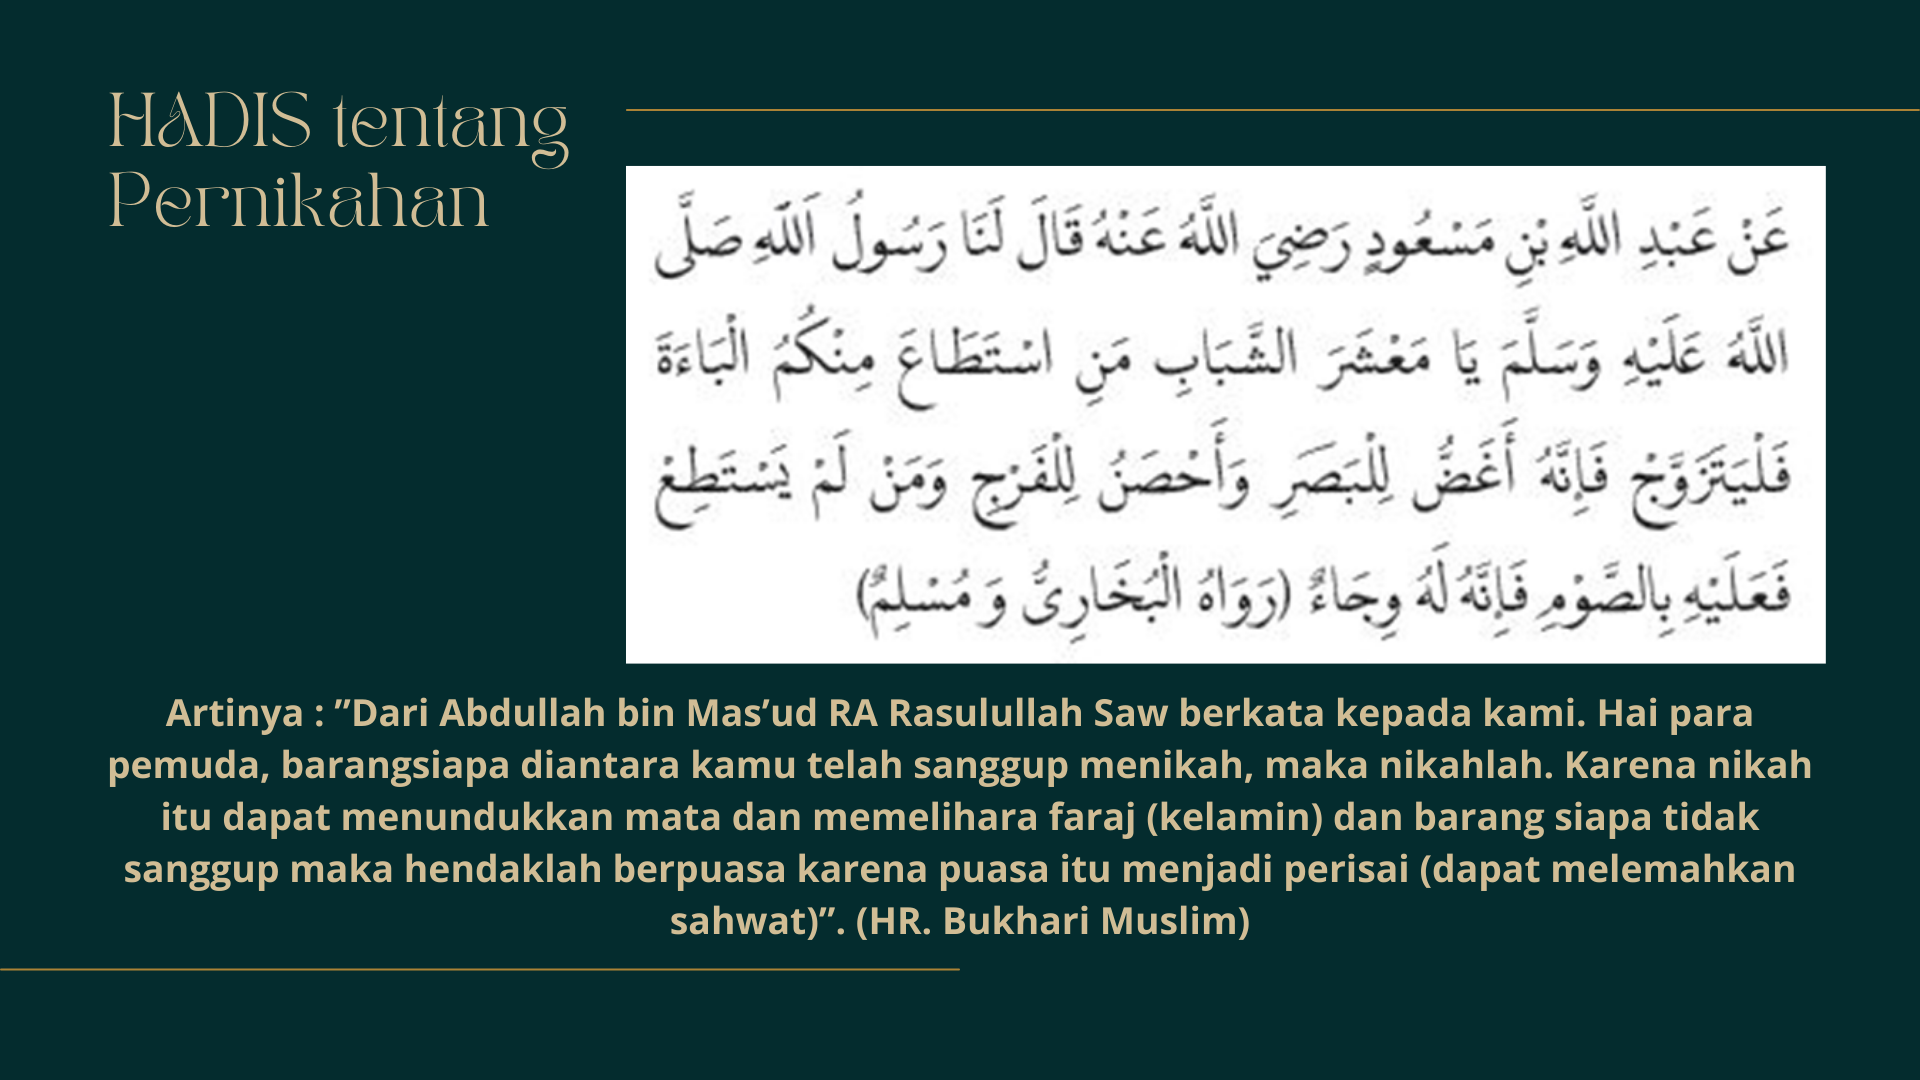 HADIS tentang
Pernikahan
عَنْ عَبْدِ اللَّهِ بْنِ مَسْعُودٍ رَضِيَ اللَّهُ عَنْهُ قَالَ لَنَا رَسُولُ اَللَّهِ صَلَّى
اللَّهُ عَلَيْهِ وَسَلَّمَ يَا مَعْشَرَ الشَّبَابِ مَنِ اسْتَطَاعَ مِنْكُمُ الْبَاءَةَ
فَلْيَتَزَوَّجْ فَإِنَّهُ أَغَضُّ لِلْبَصَرِ وَأَحْصَنُ لِلْفَرْجِ وَمَنْ لَمْ يَسْتَطِعْ
فَعَلَيْهِ بِالصَّوْمِ فَإِنَّهُ لَهُ وِجَاءٌ (رَوَاهُ الْبُخَارِىُّ وَ مُسْلِمٌ)
Artinya : ”Dari Abdullah bin Mas’ud RA Rasulullah Saw berkata kepada kami. Hai para
pemuda, barangsiapa diantara kamu telah sanggup menikah, maka nikahlah. Karena nikah
itu dapat menundukkan mata dan memelihara faraj (kelamin) dan barang siapa tidak
sanggup maka hendaklah berpuasa karena puasa itu menjadi perisai (dapat melemahkan
sahwat)”. (HR. Bukhari Muslim)